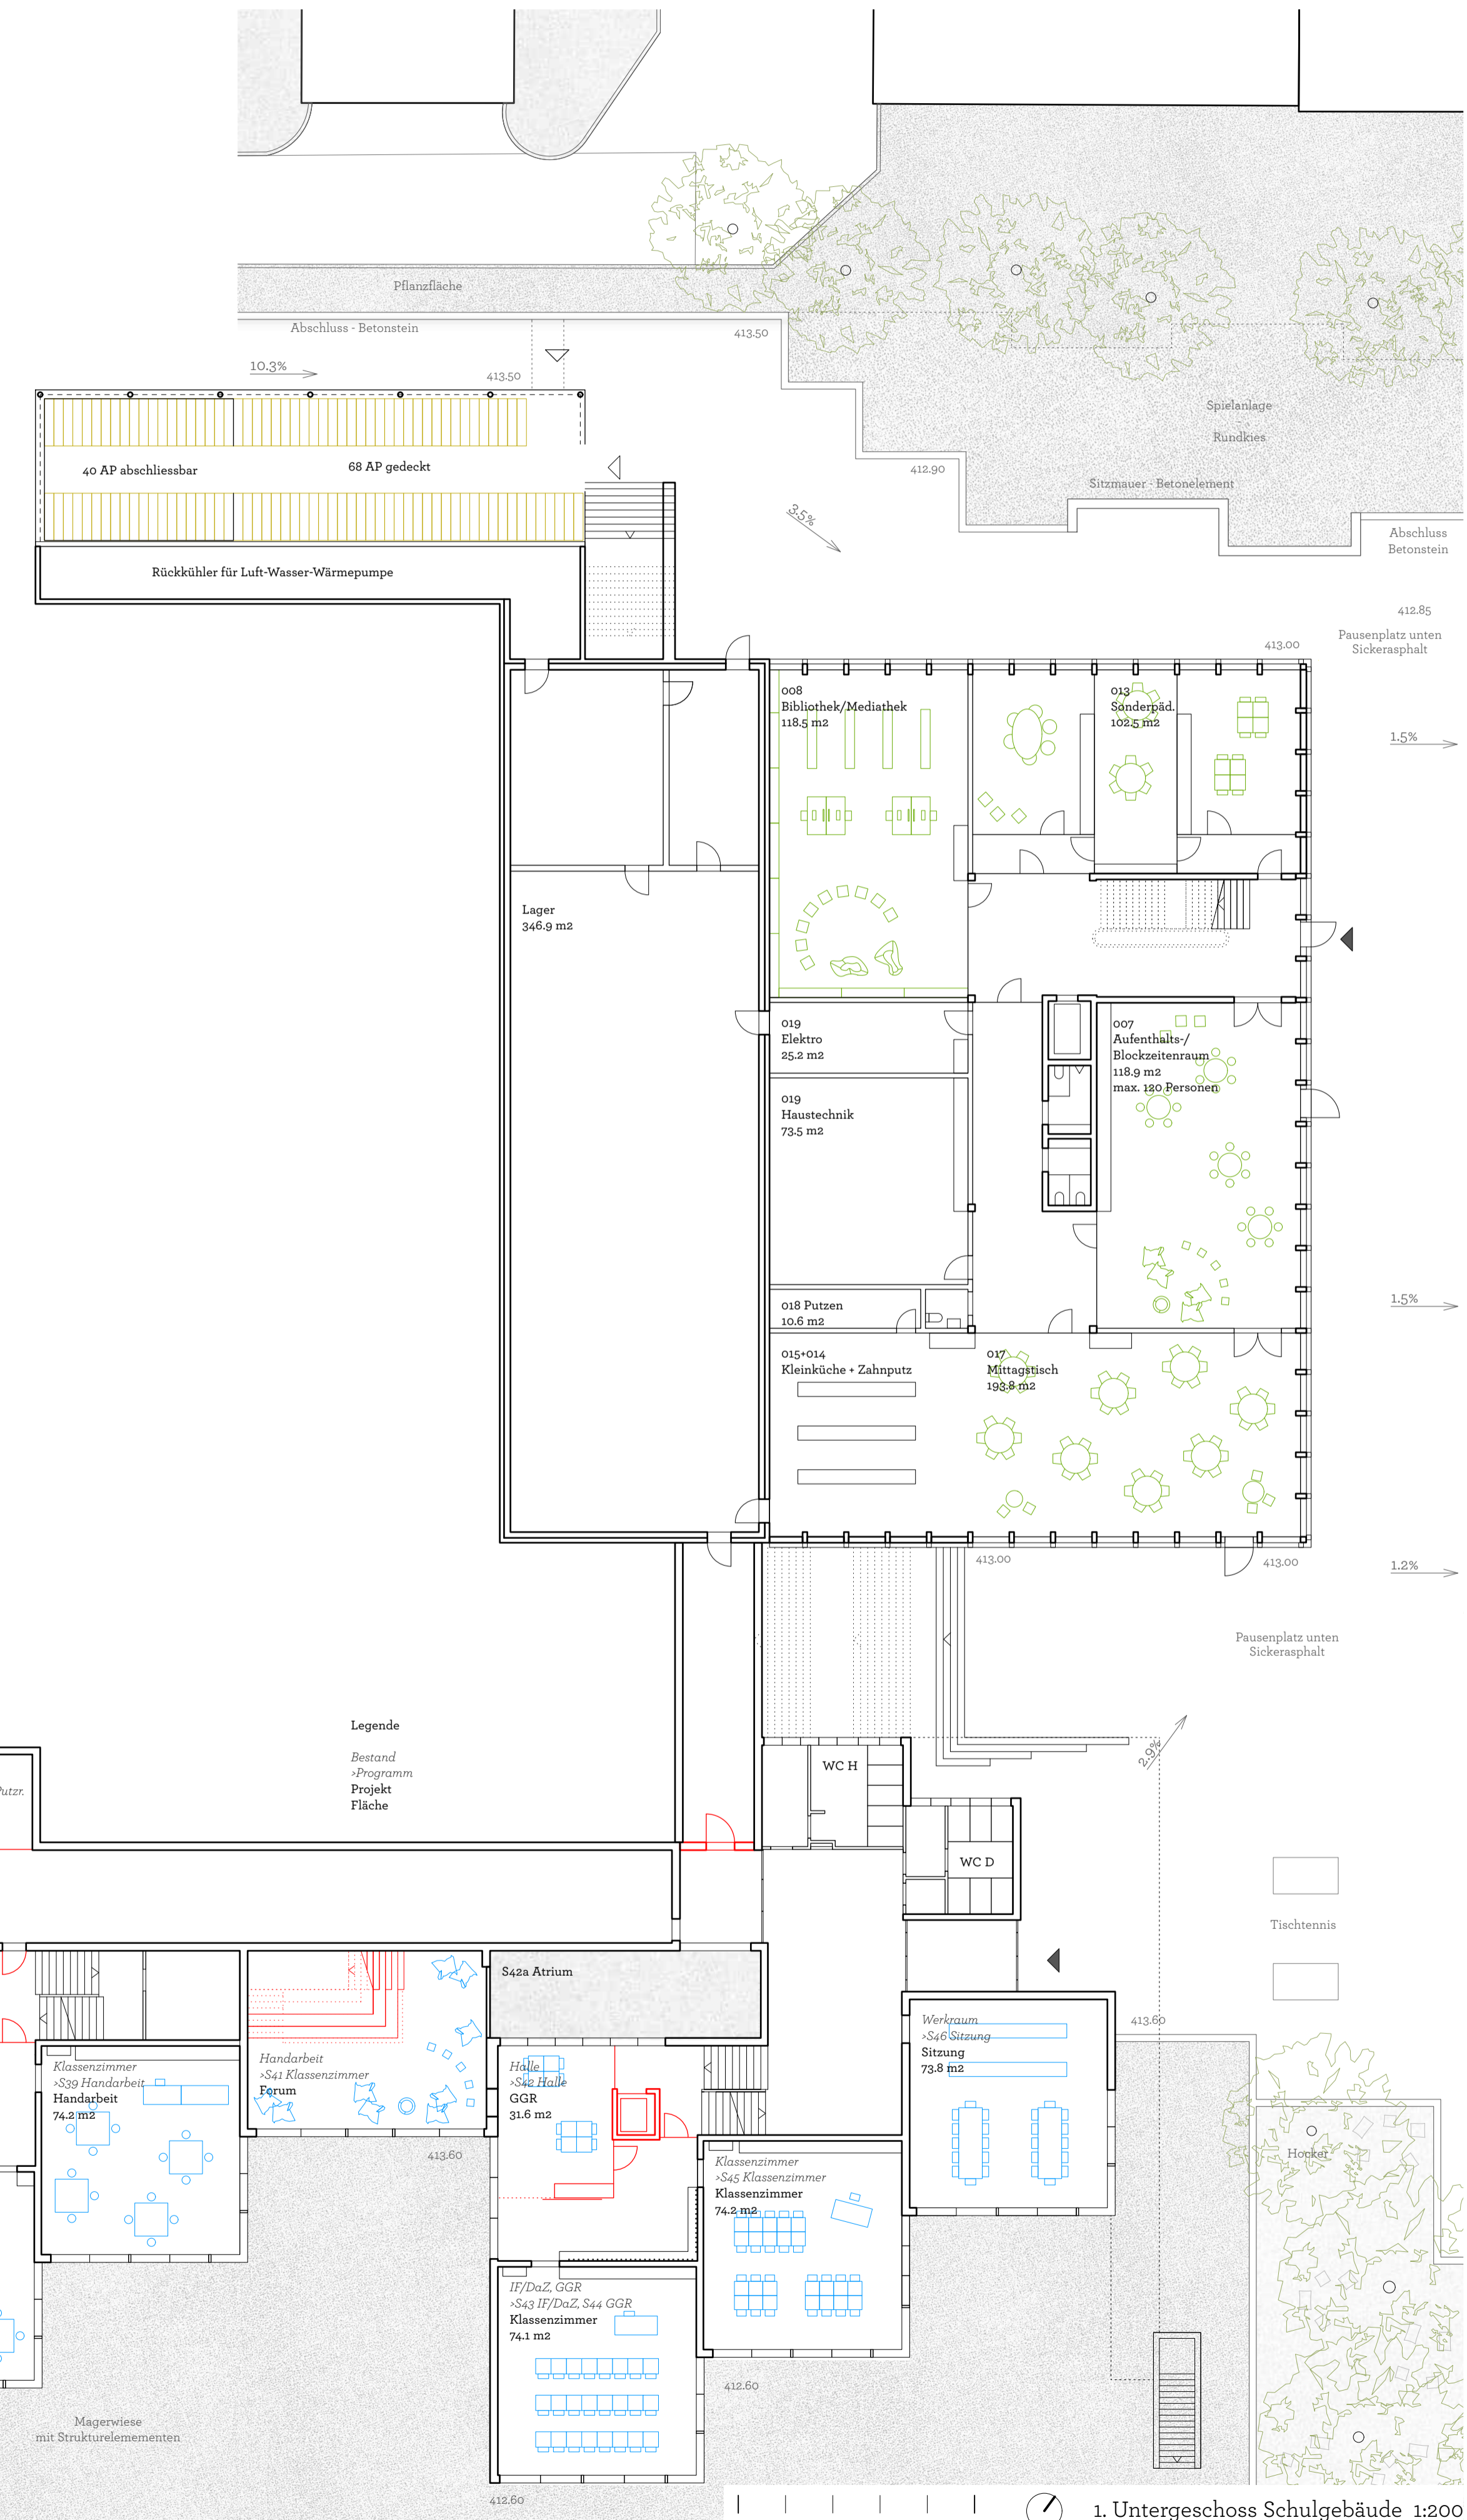 Pflanzfläche
Abschluss - Betonstein
413.50
10.3%
413.50
Spielanlage
Rundkies
412.90
Sitzmauer - Betonelement
40 AP abschliessbar
68 AP gedeckt
3.5%
Abschluss
Betonstein
Rückkühler für Luft-Wasser-Wärmepumpe
412.85
Pausenplatz unten
Sickerasphalt
413.00
008
Bibliothek/Mediathek
118.5 m2
013
Sonderpäd.
102.5 m2
1.5%
Lager
346.9 m2
019
Elektro
25.2 m2
007
Aufenthalts-/
Blockzeitenraum
118.9 m2
max. 120 Personen
019
Haustechnik
73.5 m2
018 Putzen
10.6 m2
1.5%
015+014
Kleinküche + Zahnputz
017
Mittagstisch
193.8 m2
413.00
413.00
1.2%
Pausenplatz unten
Sickerasphalt
Legende
Bestand
>Programm
Projekt
Fläche
2.9%
WC H
utzr.
WC D
Tischtennis
S42a Atrium
Werkraum
>S46 Sitzung
Sitzung
73.8 m2
413.60
Klassenzimmer
>S39 Handarbeit
Handarbeit
74.2 m2
Handarbeit
>S41 Klassenzimmer
Forum
Halle
>S42 Halle
GGR
31.6 m2
413.60
Hocker
Klassenzimmer
>S45 Klassenzimmer
Klassenzimmer
74.2 m2
IF/DaZ, GGR
>S43 IF/DaZ, S44 GGR
Klassenzimmer
74.1 m2
412.60
Magerwiese
mit Strukturelemementen
412.60
1. Untergeschoss Schulgebäude 1:200